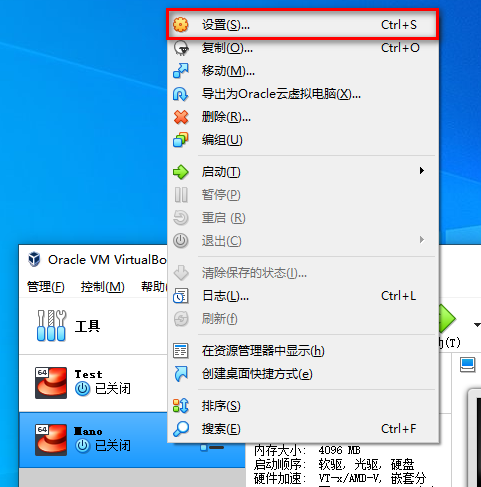 设置(S)... Ctrl+S
复制(O)... Ctrl+O
移动(M)...
导出为Oracle云虚拟电脑(X)...
删除(R)...
编组(U)
启动(T)
暂停(P)
重启 (R)
退出(C)
清除保存的状态(I)...
日志(L)... Ctrl+L
刷新(f)
在资源管理器中显示(h)
创建桌面快捷方式(e)
排序(S)
搜索(E) Ctrl+F
Oracle VM VirtualBo
管理(F) 控制(M) 帮助
工具
(T)
64
Test
已关闭
64
Mano
已关闭
内存大小: 4096 MB
启动顺序: 软驱, 光驱, 硬盘
硬件加速: VT-x/AMD-V, 嵌套分